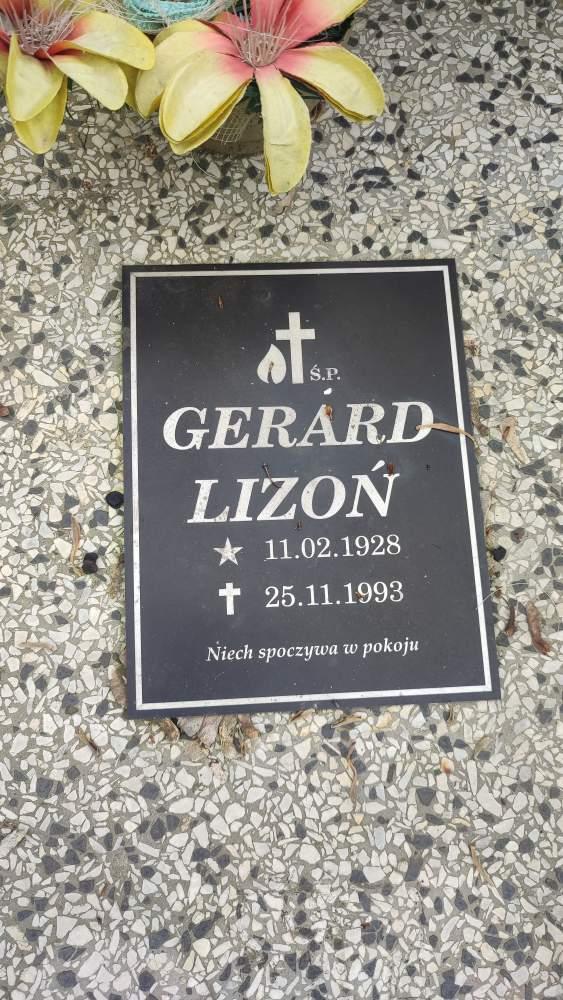 Ś.P.
GERARD
LIZOŃ
11.02.1928
25.11.1993
Niech spoczywa w pokoju